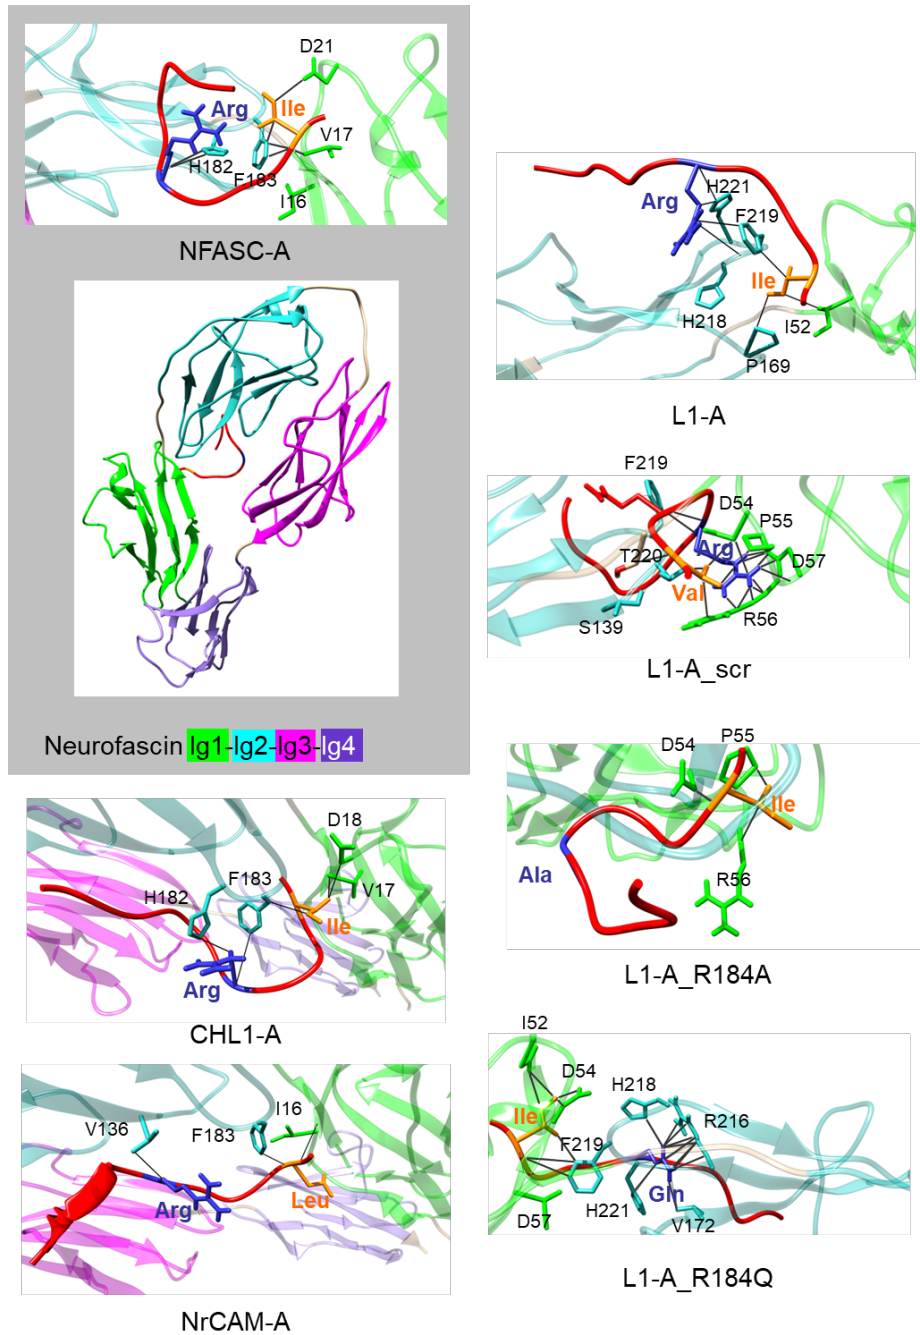 D21
Arg
Ile
V17
H182
F183
I16
NFASC-A
Neurofascin Ig1-Ig2-Ig3-Ig4
D18
F183
H182
V17
Ile
Arg
CHL1-A
V136
F183
I16
Arg
Leu
NrCAM-A
H221
Arg
F219
Ile
H218
I52
P169
L1-A
F219
D54
P55
Arg
T220
D57
Val
S139
R56
L1-A_scr
P55
D54
Ile
Ala
R56
L1-A_R184A
I52
D54
H218
R216
Ile
F219
Gln
D57
H221
V172
L1-A_R184Q